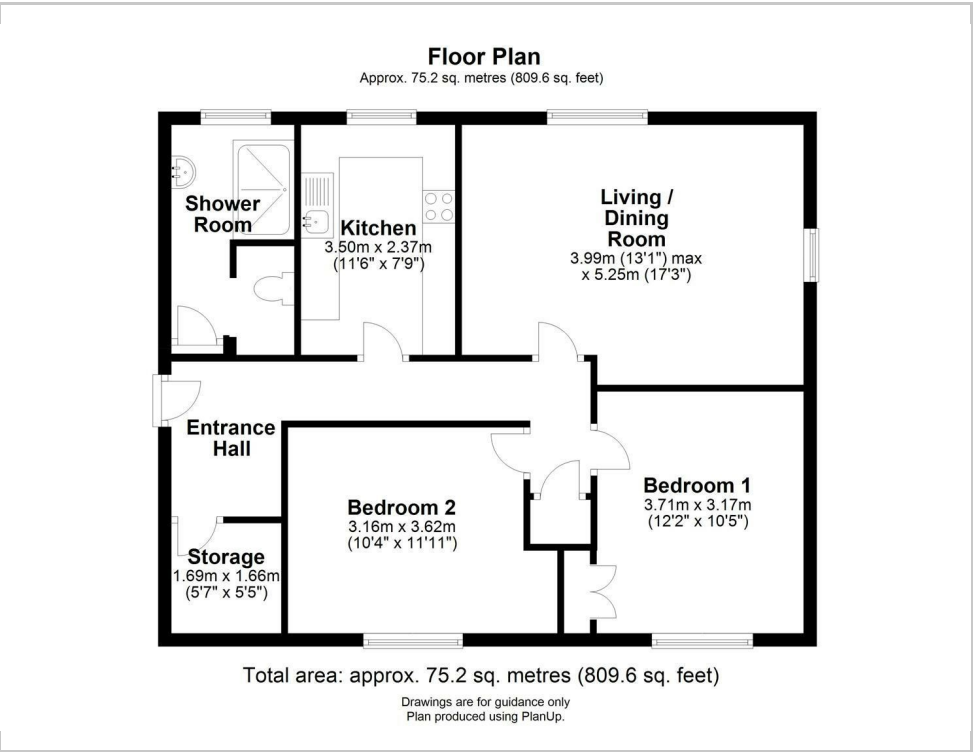 Floor Plan
Approx. 75.2 sq. metres (809.6 sq. feet)
Shower
Room
Kitchen
3.50m x 2.37m
(11'6" x 7'9")
Living /
Dining
Room
3.99m (13'1") max
x 5.25m (17'3")
Entrance
Hall
Bedroom 2
3.16m x 3.62m
(10'4" x 11'11")
Bedroom 1
3.71m x 3.17m
(12'2" x 10'5")
Storage
1.69m x 1.66m
(5'7" x 5'5")
Total area: approx. 75.2 sq. metres (809.6 sq. feet)
Drawings are for guidance only
Plan produced using PlanUp.